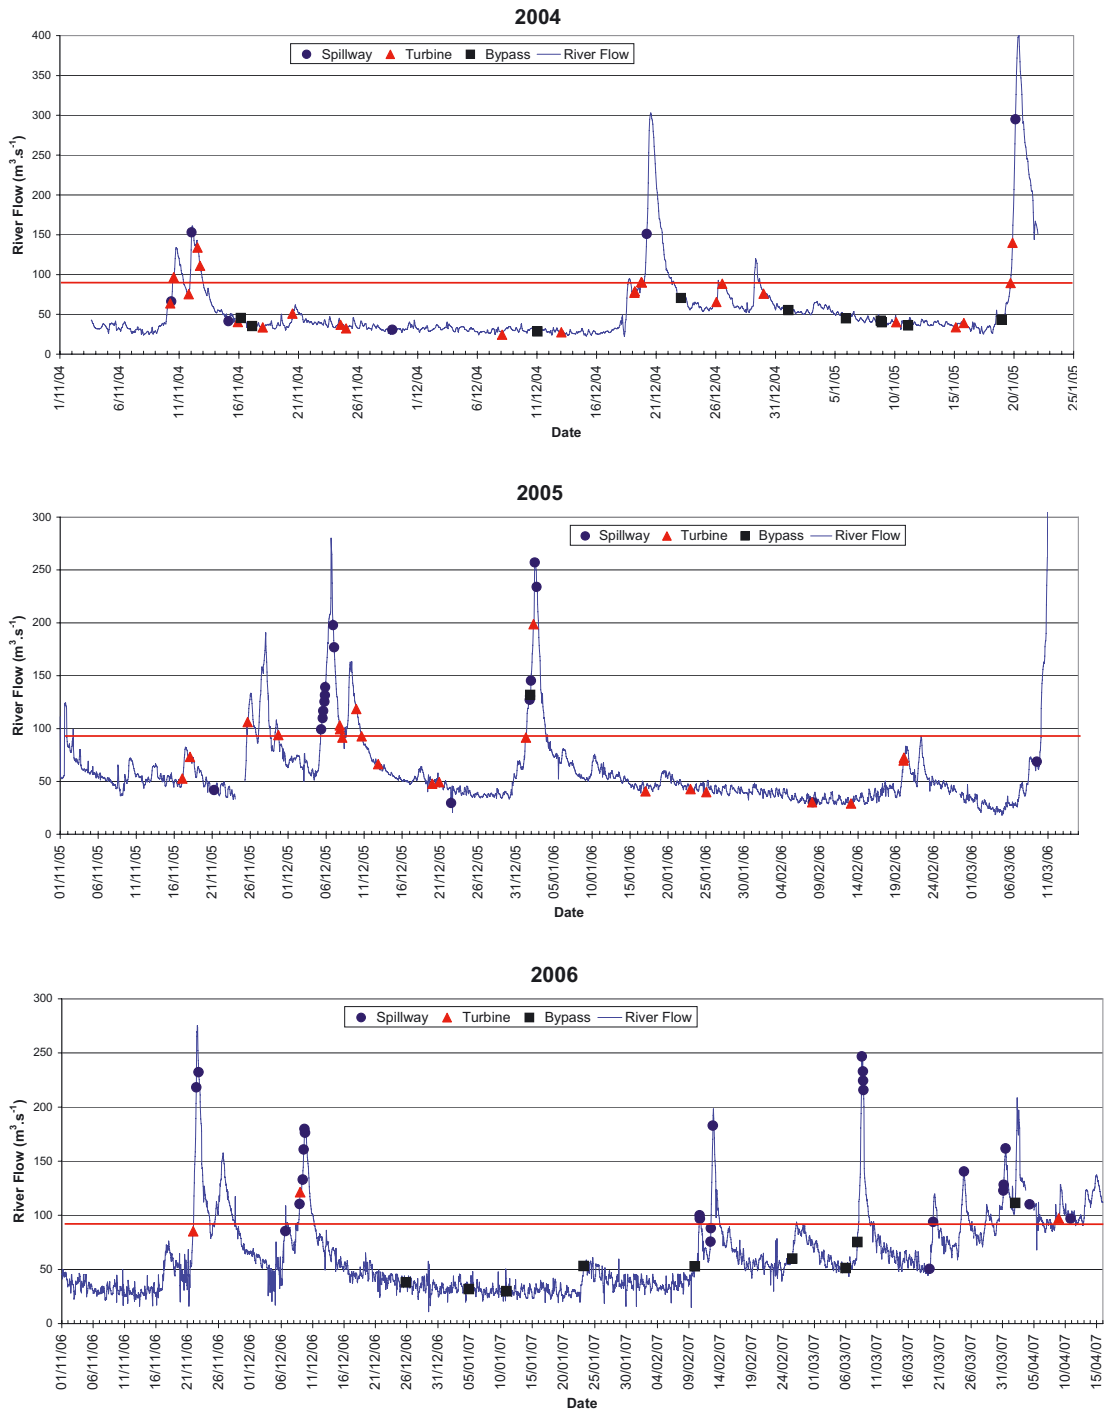 2004
Spillway Turbine Bypass River Flow
River Flow (m³.s⁻¹)
400
350
300
250
200
150
100
50
0
1/11/04 6/11/04 11/11/04 16/11/04 21/11/04 26/11/04 1/12/04 6/12/04 11/12/04 16/12/04 21/12/04 26/12/04 31/12/04 5/1/05 10/1/05 15/1/05 20/1/05 25/1/05
Date
2005
Spillway Turbine Bypass River Flow
River Flow (m³.s⁻¹)
300
250
200
150
100
50
0
01/11/05 06/11/05 11/11/05 16/11/05 21/11/05 26/11/05 01/12/05 06/12/05 11/12/05 16/12/05 21/12/05 26/12/05 31/12/05 05/01/06 10/01/06 15/01/06 20/01/06 25/01/06 30/01/06 04/02/06 09/02/06 14/02/06 19/02/06 24/02/06 01/03/06 06/03/06 11/03/06
Date
2006
Spillway Turbine Bypass River Flow
River Flow (m³.s⁻¹)
300
250
200
150
100
50
0
01/11/06 06/11/06 11/11/06 16/11/06 21/11/06 26/11/06 01/12/06 06/12/06 11/12/06 16/12/06 21/12/06 26/12/06 31/12/06 05/01/07 10/01/07 15/01/07 20/01/07 25/01/07 30/01/07 04/02/07 09/02/07 14/02/07 19/02/07 24/02/07 01/03/07 06/03/07 11/03/07 16/03/07 21/03/07 26/03/07 31/03/07 05/04/07 10/04/07 15/04/07
Date